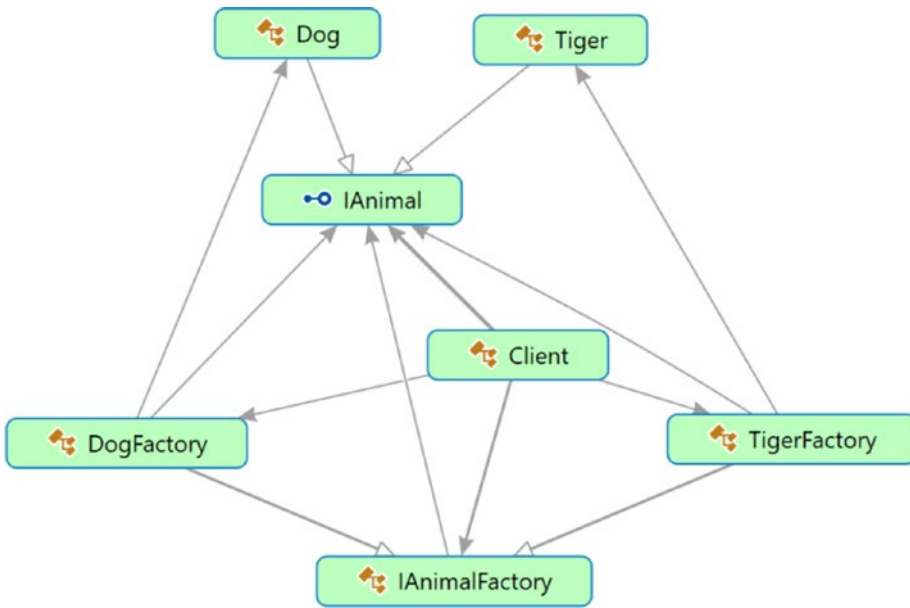 Dog
Tiger
IAnimal
Client
DogFactory
TigerFactory
IAnimalFactory